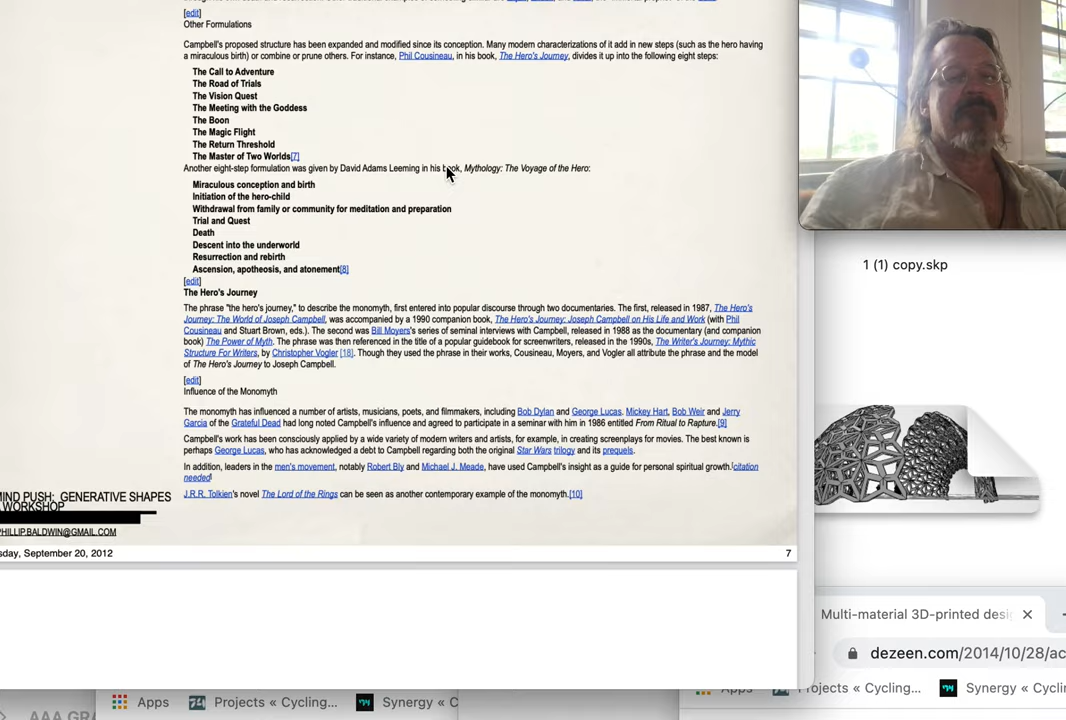 [edit]
Other Formulations
Campbell's proposed structure has been expanded and modified since its conception. Many modern characterizations of it add in new steps (such as the hero having
a miraculous birth) or combine or prune others. For instance, Phil Cousineau, in his book, The Hero's Journey, divides it up into the following eight steps:
The Call to Adventure
The Road of Trials
The Vision Quest
The Meeting with the Goddess
The Boon
The Magic Flight
The Return Threshold
The Master of Two Worlds[7]
Another eight-step formulation was given by David Adams Leeming in his book, Mythology: The Voyage of the Hero:
Miraculous conception and birth
Initiation of the hero-child
Withdrawal from family or community for meditation and preparation
Trial and Quest
Death
Descent into the underworld
Resurrection and rebirth
Ascension, apotheosis, and atonement[8]
[edit]
The Hero's Journey
The phrase "the hero's journey," to describe the monomyth, first entered into popular discourse through two documentaries. The first, released in 1987, The Hero's
Journey: The World of Joseph Campbell, was accompanied by a 1990 companion book, The Hero's Journey: Joseph Campbell on His Life and Work (with Phil
Cousineau and Stuart Brown, eds.). The second was Bill Moyers's series of seminal interviews with Campbell, released in 1988 as the documentary (and companion
book) The Power of Myth. The phrase was then referenced in the title of a popular guidebook for screenwriters, released in the 1990s, The Writer's Journey: Mythic
Structure For Writers, by Christopher Vogler [18]. Though they used the phrase in their works, Cousineau, Moyers, and Vogler all attribute the phrase and the model
of The Hero's Journey to Joseph Campbell.
[edit]
Influence of the Monomyth
The monomyth has influenced a number of artists, musicians, poets, and filmmakers, including Bob Dylan and George Lucas. Mickey Hart, Bob Weir and Jerry
Garcia of the Grateful Dead had long noted Campbell's influence and agreed to participate in a seminar with him in 1986 entitled From Ritual to Rapture.[9]
Campbell's work has been consciously applied by a wide variety of modern writers and artists, for example, in creating screenplays for movies. The best known is
perhaps George Lucas, who has acknowledged a debt to Campbell regarding both the original Star Wars trilogy and its prequels.
In addition, leaders in the men's movement, notably Robert Bly and Michael J. Meade, have used Campbell's insight as a guide for personal spiritual growth.[citation
needed]
J.R.R. Tolkien's novel The Lord of the Rings can be seen as another contemporary example of the monomyth.[10]
MIND PUSH: GENERATIVE SHAPES
WORKSHOP
PHILLIP.BALDWIN@GMAIL.COM
sday, September 20, 2012
7
1 (1) copy.skp
Multi-material 3D-printed desi
dezeen.com/2014/10/28/ac
Apps
Projects « Cycling...
Synergy « C
Apps
Projects « Cycling...
Synergy « Cy
AAA GRA